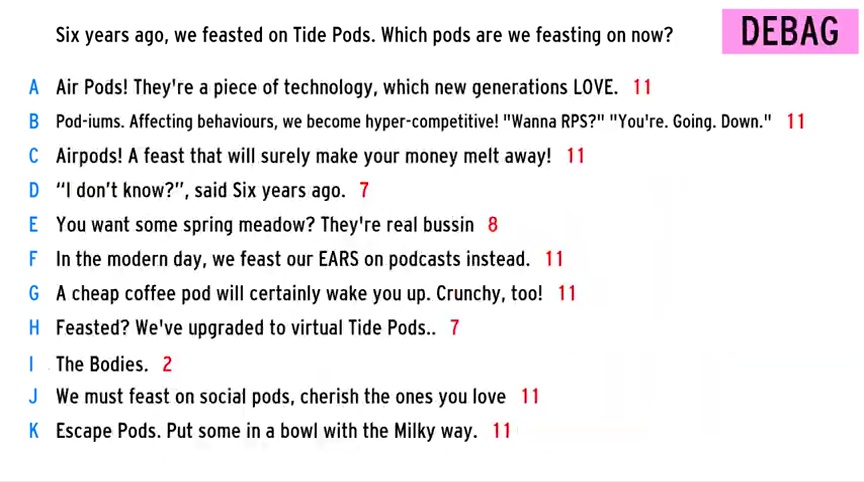 Six years ago, we feasted on Tide Pods. Which pods are we feasting on now?
DEBAG
A Air Pods! They're a piece of technology, which new generations LOVE. 11
B Pod-iums. Affecting behaviours, we become hyper-competitive! "Wanna RPS?" "You're. Going. Down." 11
C Airpods! A feast that will surely make your money melt away! 11
D “I don't know?”, said Six years ago. 7
E You want some spring meadow? They're real bussin 8
F In the modern day, we feast our EARS on podcasts instead. 11
G A cheap coffee pod will certainly wake you up. Crunchy, too! 11
H Feasted? We've upgraded to virtual Tide Pods.. 7
I The Bodies. 2
J We must feast on social pods, cherish the ones you love 11
K Escape Pods. Put some in a bowl with the Milky way. 11